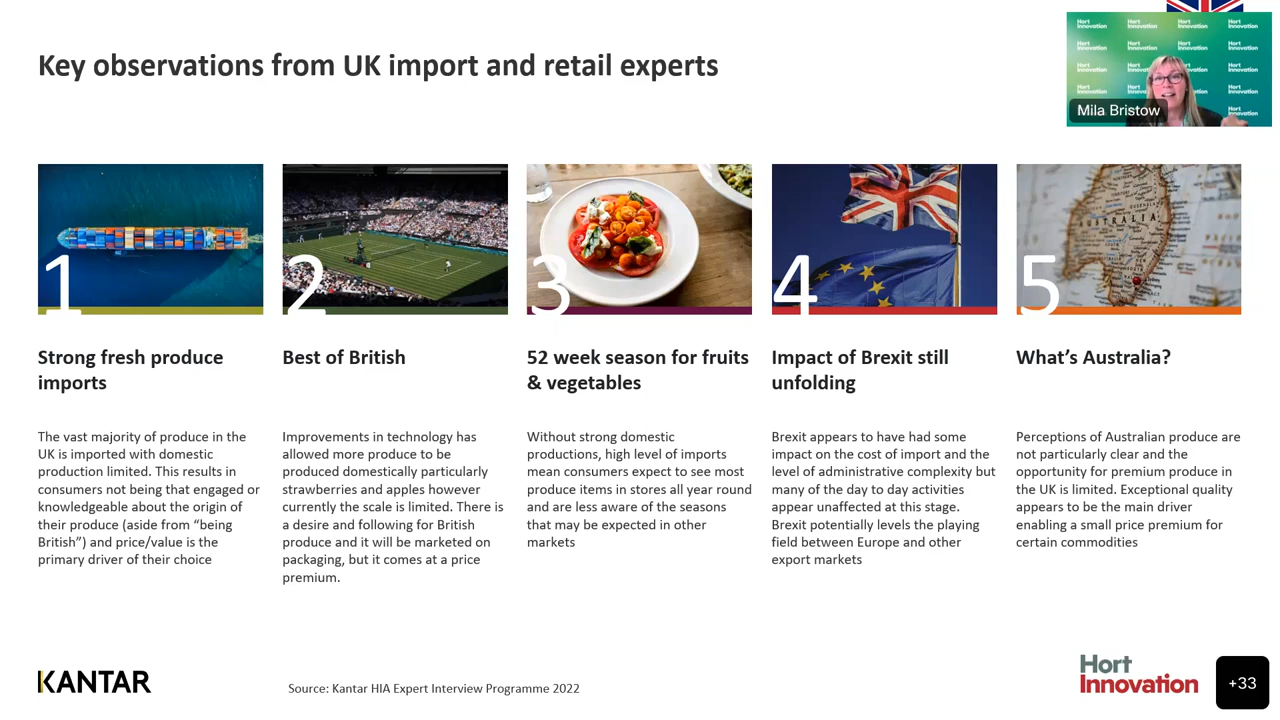 Key observations from UK import and retail experts
Hort Innovation
Mila Bristow
1
2
3
4
5
AUSTRALIA
Strong fresh produce
imports
The vast majority of produce in the
UK is imported with domestic
production limited. This results in
consumers not being that engaged or
knowledgeable about the origin of
their produce (aside from “being
British”) and price/value is the
primary driver of their choice
Best of British
Improvements in technology has
allowed more produce to be
produced domestically particularly
strawberries and apples however
currently the scale is limited. There is
a desire and following for British
produce and it will be marketed on
packaging, but it comes at a price
premium.
52 week season for fruits
& vegetables
Without strong domestic
productions, high level of imports
mean consumers expect to see most
produce items in stores all year round
and are less aware of the seasons
that may be expected in other
markets
Impact of Brexit still
unfolding
Brexit appears to have had some
impact on the cost of import and the
level of administrative complexity but
many of the day to day activities
appear unaffected at this stage.
Brexit potentially levels the playing
field between Europe and other
export markets
What’s Australia?
Perceptions of Australian produce are
not particularly clear and the
opportunity for premium produce in
the UK is limited. Exceptional quality
appears to be the main driver
enabling a small price premium for
certain commodities
KANTAR
Source: Kantar HIA Expert Interview Programme 2022
Hort
Innovation
+33